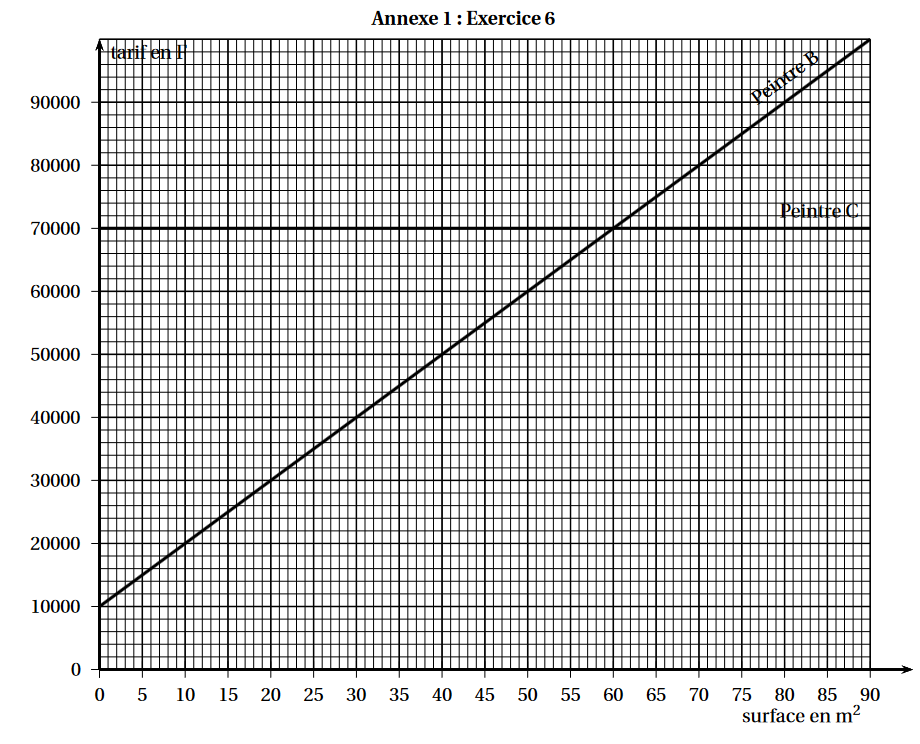 Annexe 1 : Exercice 6
tarif en F
Peintre B
90000
80000
Peintre C
70000
60000
50000
40000
30000
20000
10000
0
0 5 10 15 20 25 30 35 40 45 50 55 60 65 70 75 80 85 90
surface en m²